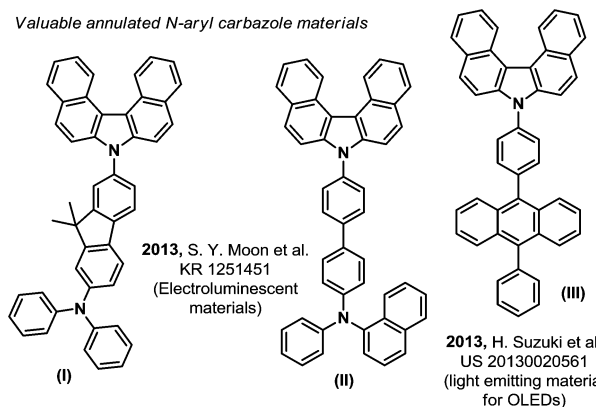 Valuable annulated N-aryl carbazole materials
N
N
N
2013, S. Y. Moon et al.
KR 1251451
(Electroluminescent
materials)
N
N
(I)
(II)
(III)
2013, H. Suzuki et al
US 20130020561
(light emitting materia
for OLEDs)